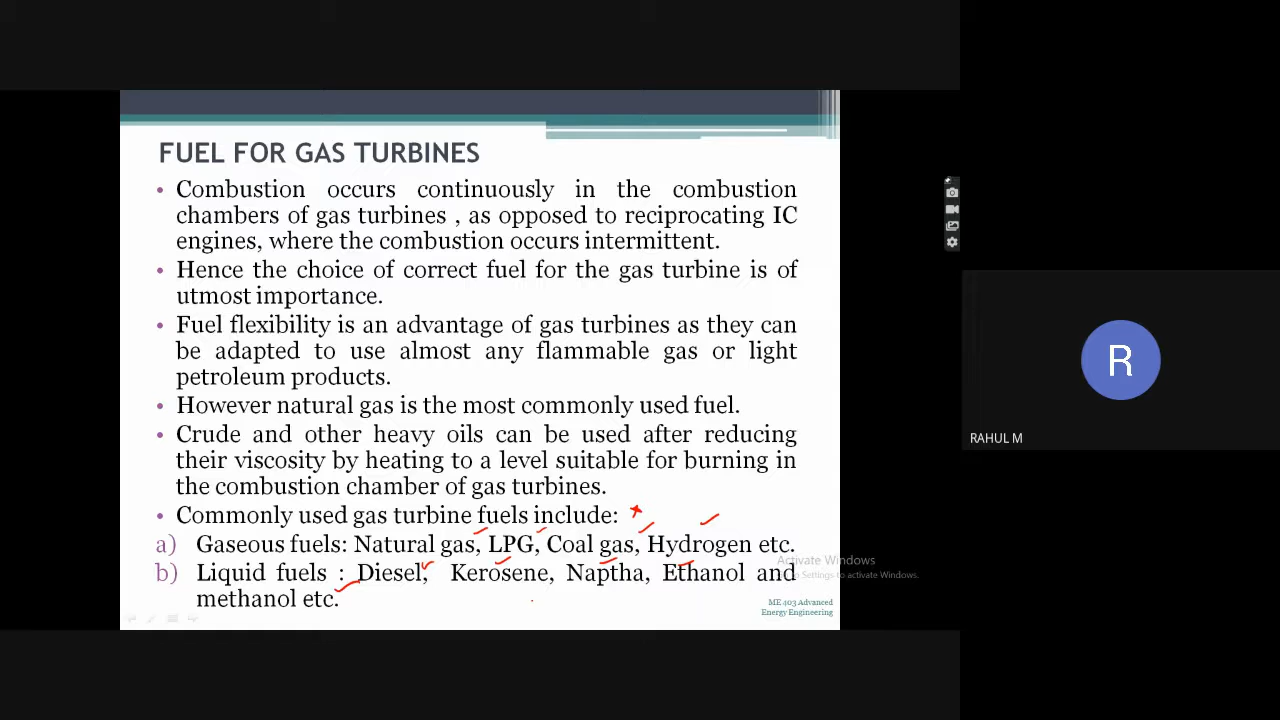 FUEL FOR GAS TURBINES
• Combustion occurs continuously in the combustion
chambers of gas turbines , as opposed to reciprocating IC
engines, where the combustion occurs intermittent.
• Hence the choice of correct fuel for the gas turbine is of
utmost importance.
• Fuel flexibility is an advantage of gas turbines as they can
be adapted to use almost any flammable gas or light
petroleum products.
• However natural gas is the most commonly used fuel.
• Crude and other heavy oils can be used after reducing
their viscosity by heating to a level suitable for burning in
the combustion chamber of gas turbines.
• Commonly used gas turbine fuels include:
a) Gaseous fuels: Natural gas, LPG, Coal gas, Hydrogen etc.
b) Liquid fuels : Diesel, Kerosene, Naptha, Ethanol and
methanol etc.
ME 403 Advanced
Energy Engineering
Activate Windows
Settings to activate Windows.
R
RAHUL M